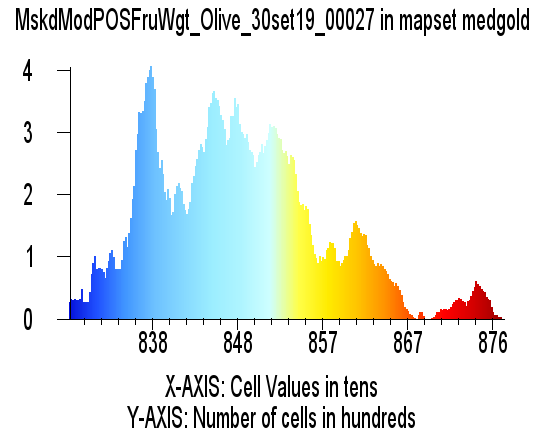 MskdModPOSFruWgt_Olive_30set19_00027 in mapset medgold
4
3
2
1
0
838 848 857 867 876
X-AXIS: Cell Values in tens
Y-AXIS: Number of cells in hundreds